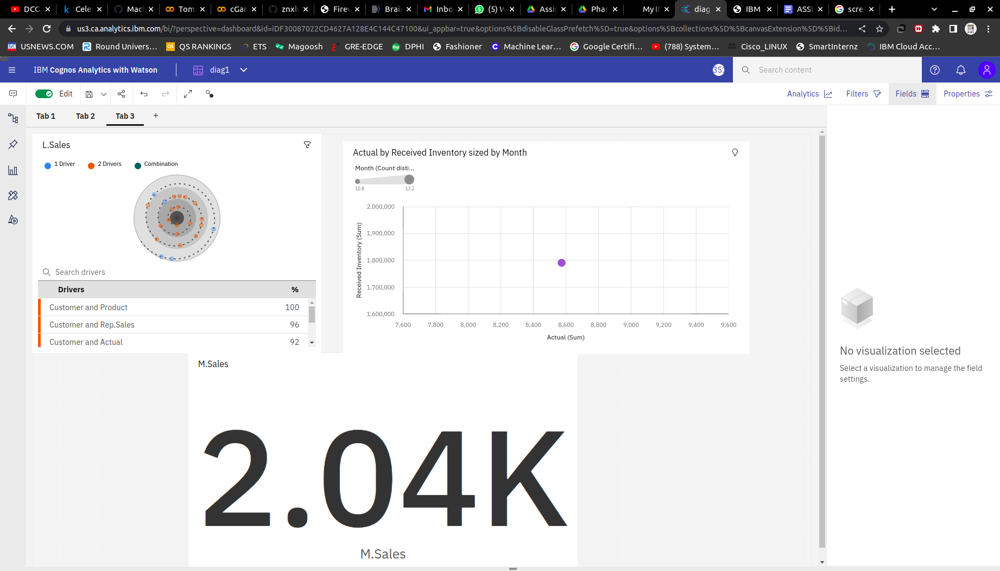 DCG
Cele
Mach
Tom
cGan
znxlv
Firew
Brain
Inbo
(5) W
Assig
Phar
My IB
diag
IBM
ASSI
scre
us3.ca.analytics.ibm.com/bi/?perspective=dashboard&id=iDF30087022CD4627A128E4C144C47100&ui_appbar=true&options%5BdisableGlassPrefetch%5D=true&options%5Bcollections%5D%5BcanvasExtension%5D%5Bid…
USNEWS.COM
Round Univers…
QS RANKINGS
ETS
Magoosh
GRE-EDGE
DPHI
Fashioner
Machine Lear…
Google Certifi…
(788) System…
Cisco_LINUX
SmartInternz
IBM Cloud Acc…
IBM Cognos Analytics with Watson
diag1
351
Search content
Edit
Analytics
Filters
Fields
Properties
Tab 1
Tab 2
Tab 3
L.Sales
1 Driver
2 Drivers
Combination
Search drivers
Drivers %
Customer and Product 100
Customer and Rep.Sales 96
Customer and Actual 92
Actual by Received Inventory sized by Month
Month (Count disti...
10.8 13.2
Received Inventory (Sum)
2,000,000
1,900,000
1,800,000
1,700,000
1,600,000
7,600 7,800 8,000 8,200 8,400 8,600 8,800 9,000 9,200 9,400 9,600
Actual (Sum)
M.Sales
2.04K
M.Sales
No visualization selected
Select a visualization to manage the field
settings.